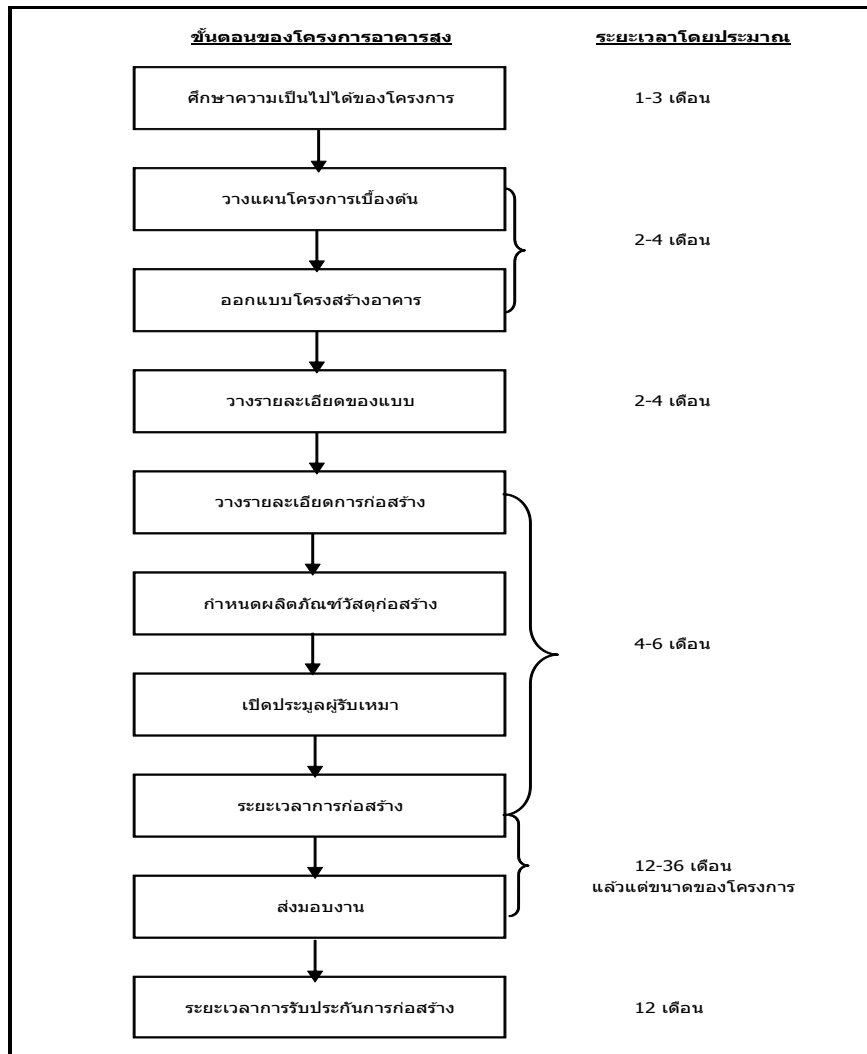 ขั้นตอนของโครงการอาคารสูง
ระยะเวลาโดยประมาณ
ศึกษาความเป็นไปได้ของโครงการ
1-3 เดือน
วางแผนโครงการเบื้องต้น
2-4 เดือน
ออกแบบโครงสร้างอาคาร
วางรายละเอียดของแบบ
2-4 เดือน
วางรายละเอียดการก่อสร้าง
กำหนดผลิตภัณฑ์วัสดุก่อสร้าง
4-6 เดือน
เปิดประมูลผู้รับเหมา
ระยะเวลาการก่อสร้าง
12-36 เดือน
แล้วแต่ขนาดของโครงการ
ส่งมอบงาน
ระยะเวลาการรับประกันการก่อสร้าง
12 เดือน